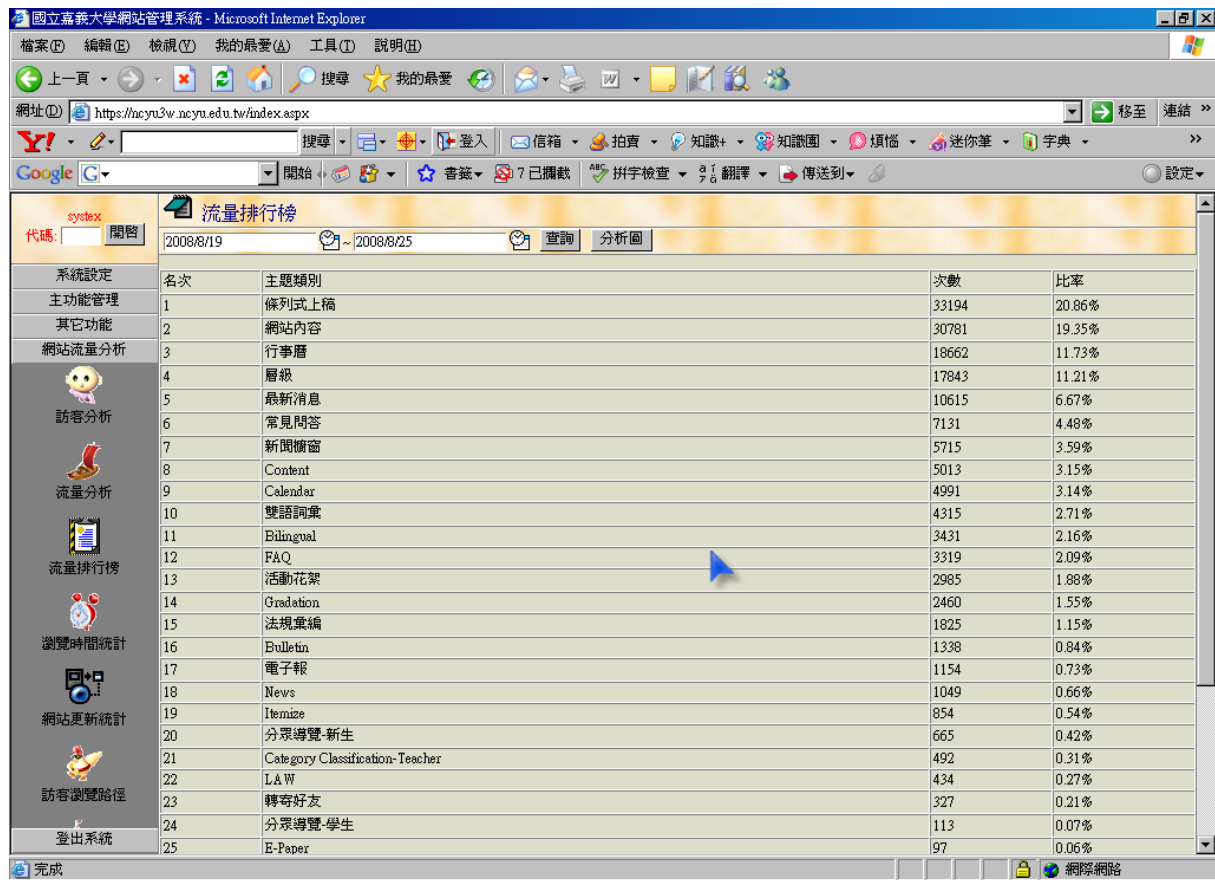 國立嘉義大學網站管理系統 - Microsoft Internet Explorer
檔案(F) 編輯(E) 檢視(V) 我的最愛(A) 工具(T) 說明(H)
上一頁 搜尋 我的最愛
網址(D) https://ncyu3w.ncyu.edu.tw/index.aspx 移至 連結 »
Y! 搜尋 登入 信箱 拍賣 知識+ 知識團 煩惱 迷你筆 字典 »
Google G 開始 書籤 7 已攔截 拼字檢查 翻譯 傳送到 設定
systex
代碼: 開啓
流量排行榜
2008/8/19 ~ 2008/8/25 查詢 分析圖
系統設定
主功能管理
其它功能
網站流量分析
訪客分析
流量分析
流量排行榜
瀏覽時間統計
網站更新統計
訪客瀏覽路徑
登出系統
名次 主題類別 次數 比率
1 條列式上稿 33194 20.86%
2 網站內容 30781 19.35%
3 行事曆 18662 11.73%
4 層級 17843 11.21%
5 最新消息 10615 6.67%
6 常見問答 7131 4.48%
7 新聞櫥窗 5715 3.59%
8 Content 5013 3.15%
9 Calendar 4991 3.14%
10 雙語詞彙 4315 2.71%
11 Bilingual 3431 2.16%
12 FAQ 3319 2.09%
13 活動花絮 2985 1.88%
14 Gradation 2460 1.55%
15 法規彙編 1825 1.15%
16 Bulletin 1338 0.84%
17 電子報 1154 0.73%
18 News 1049 0.66%
19 Itemize 854 0.54%
20 分眾導覽-新生 665 0.42%
21 Category Classification-Teacher 492 0.31%
22 LAW 434 0.27%
23 轉寄好友 327 0.21%
24 分眾導覽-學生 113 0.07%
25 E-Paper 97 0.06%
完成 網際網路